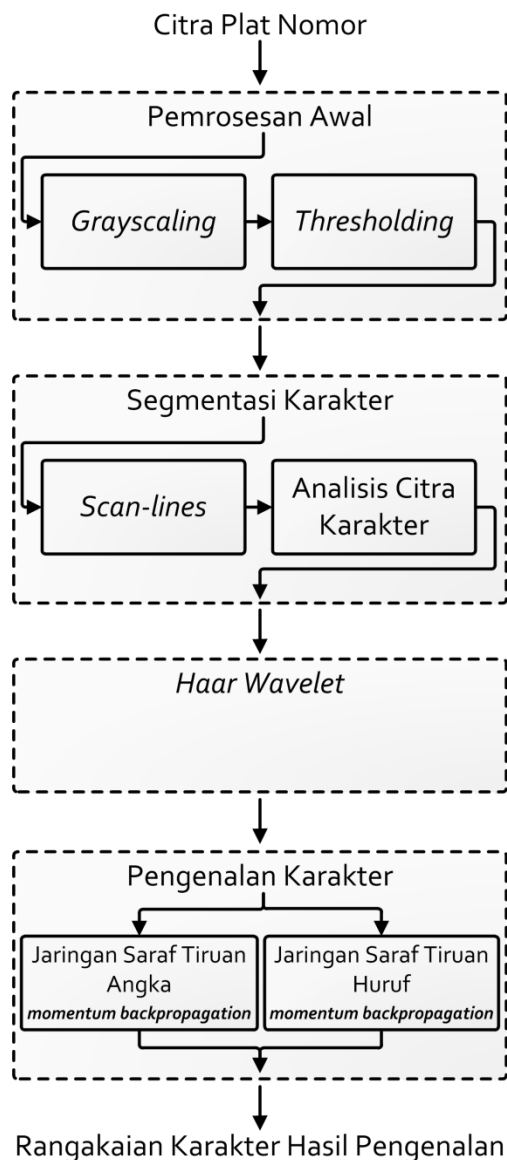 Citra Plat Nomor
Pemrosesan Awal
Grayscaling
Thresholding
Segmentasi Karakter
Scan-lines
Analisis Citra
Karakter
Haar Wavelet
Pengenalan Karakter
Jaringan Saraf Tiruan
Angka
momentum backpropagation
Jaringan Saraf Tiruan
Huruf
momentum backpropagation
Rangakaian Karakter Hasil Pengenalan